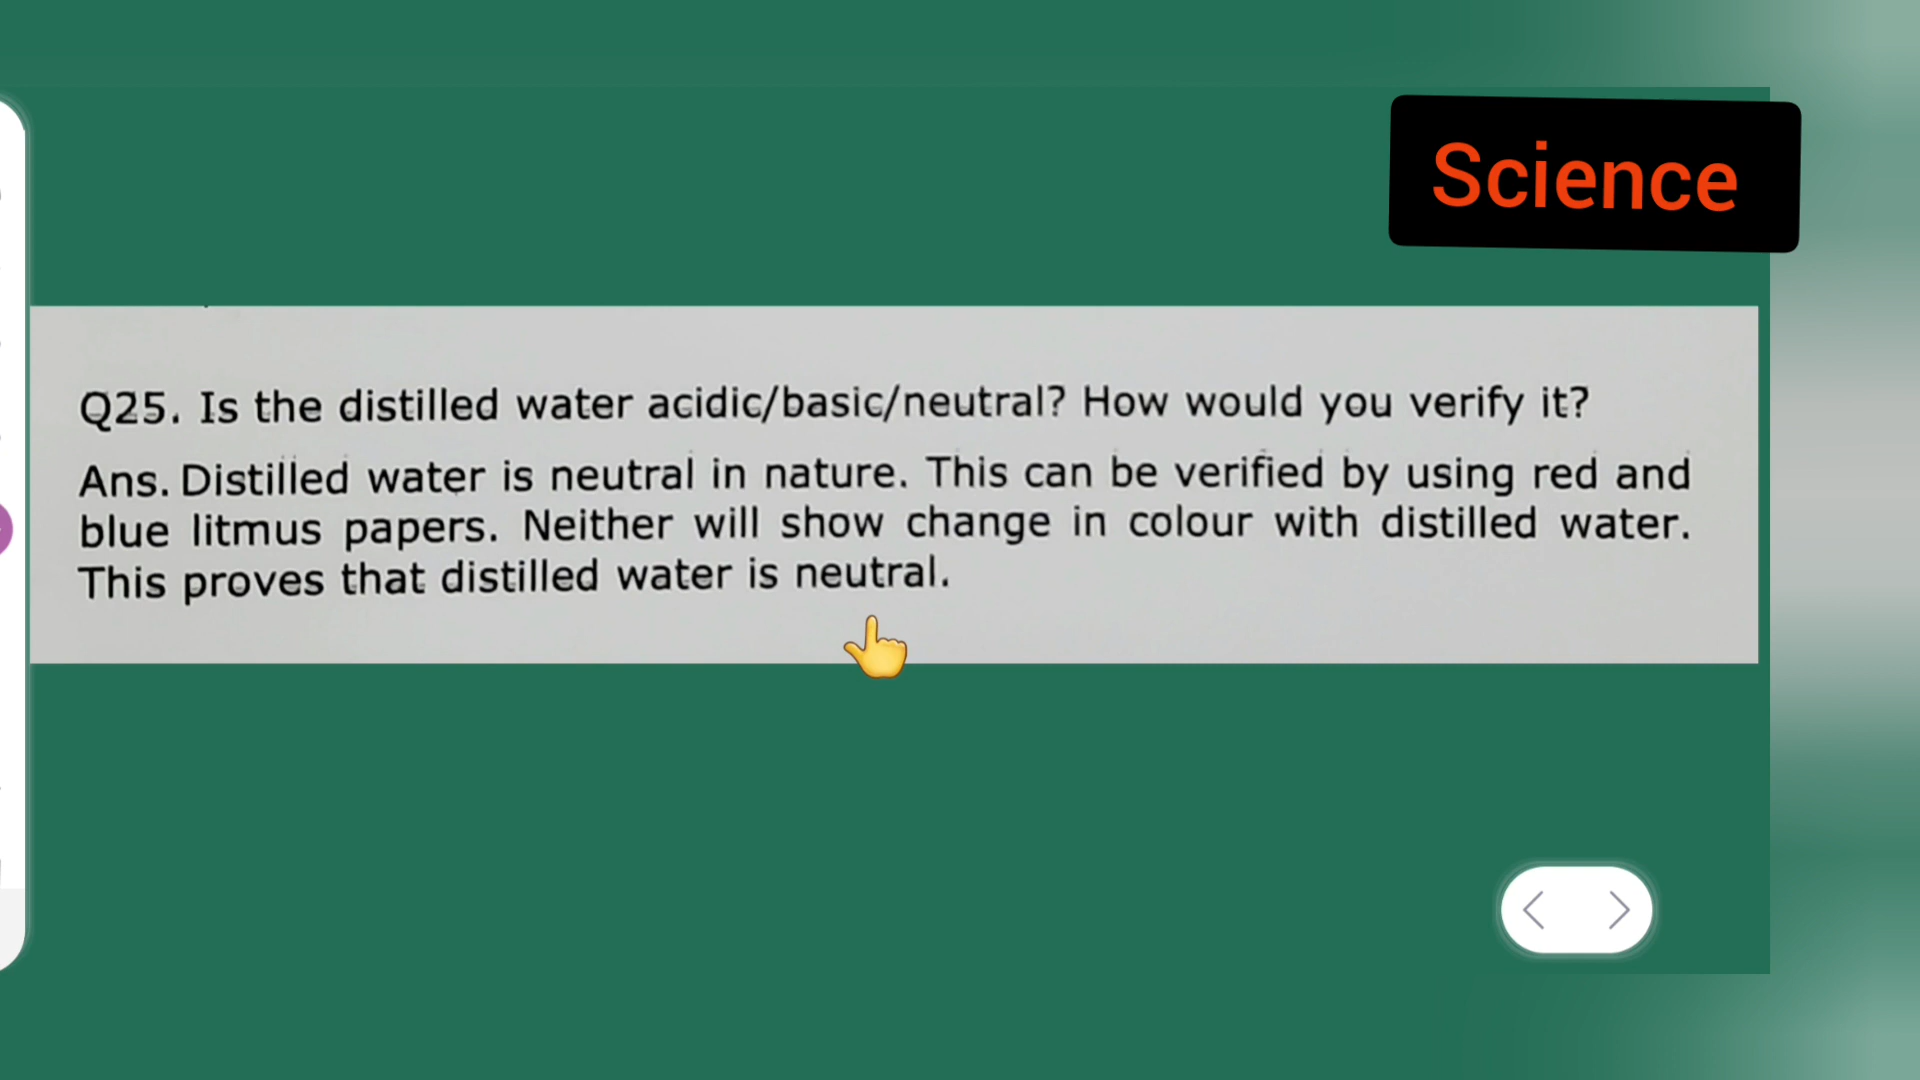 Science
Q25. Is the distilled water acidic/basic/neutral? How would you verify it?
Ans. Distilled water is neutral in nature. This can be verified by using red and
blue litmus papers. Neither will show change in colour with distilled water.
This proves that distilled water is neutral.